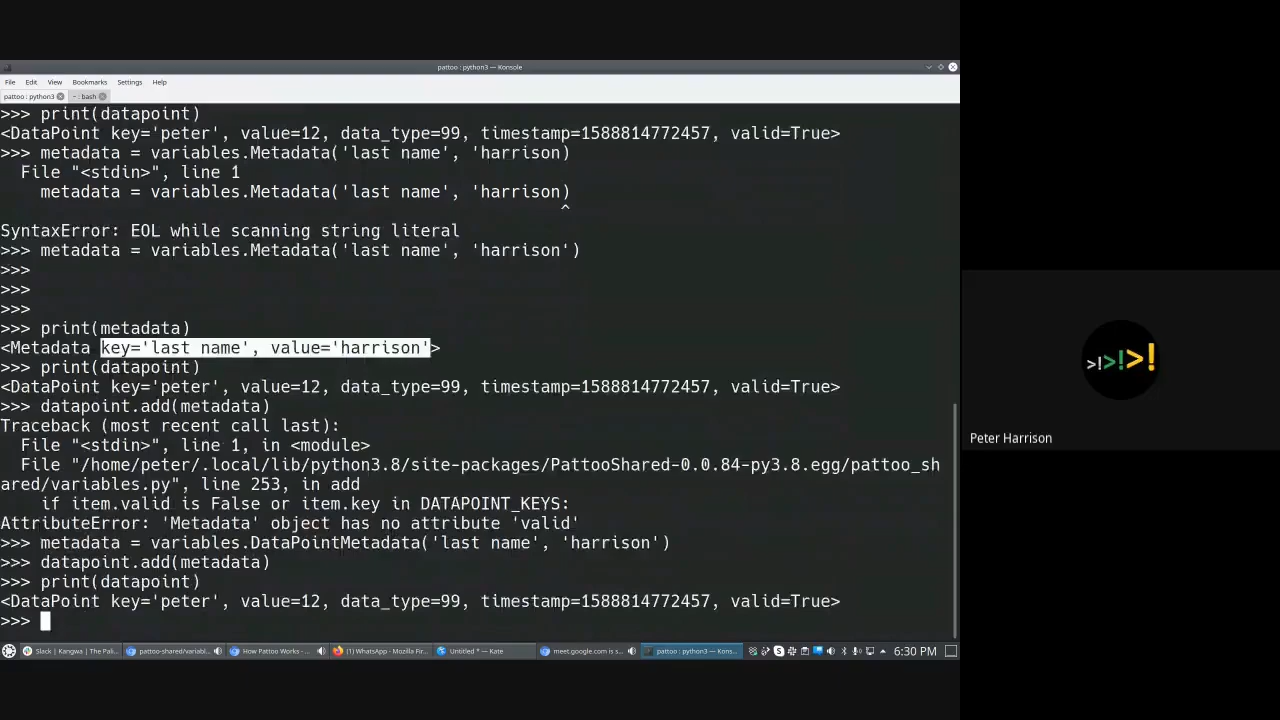 pattoo : python3 — Konsole
File Edit View Bookmarks Settings Help
pattoo : python3 ~ : bash
>>> print(datapoint)
<DataPoint key='peter', value=12, data_type=99, timestamp=1588814772457, valid=True>
>>> metadata = variables.Metadata('last name', 'harrison)
File "<stdin>", line 1
metadata = variables.Metadata('last name', 'harrison)
^
SyntaxError: EOL while scanning string literal
>>> metadata = variables.Metadata('last name', 'harrison')
>>>
>>>
>>>
>>> print(metadata)
<Metadata key='last name', value='harrison'>
>>> print(datapoint)
<DataPoint key='peter', value=12, data_type=99, timestamp=1588814772457, valid=True>
>>> datapoint.add(metadata)
Traceback (most recent call last):
File "<stdin>", line 1, in <module>
File "/home/peter/.local/lib/python3.8/site-packages/PattooShared-0.0.84-py3.8.egg/pattoo_sh
ared/variables.py", line 253, in add
if item.valid is False or item.key in DATAPOINT_KEYS:
AttributeError: 'Metadata' object has no attribute 'valid'
>>> metadata = variables.DataPointMetadata('last name', 'harrison')
>>> datapoint.add(metadata)
>>> print(datapoint)
<DataPoint key='peter', value=12, data_type=99, timestamp=1588814772457, valid=True>
>>>
Slack | Kangwa | The Pali... pattoo-shared/variabl... How Pattoo Works - ... (1) WhatsApp - Mozilla Fir... Untitled * — Kate meet.google.com is s... pattoo : python3 — Kons... 6:30 PM
>!>!>!
Peter Harrison